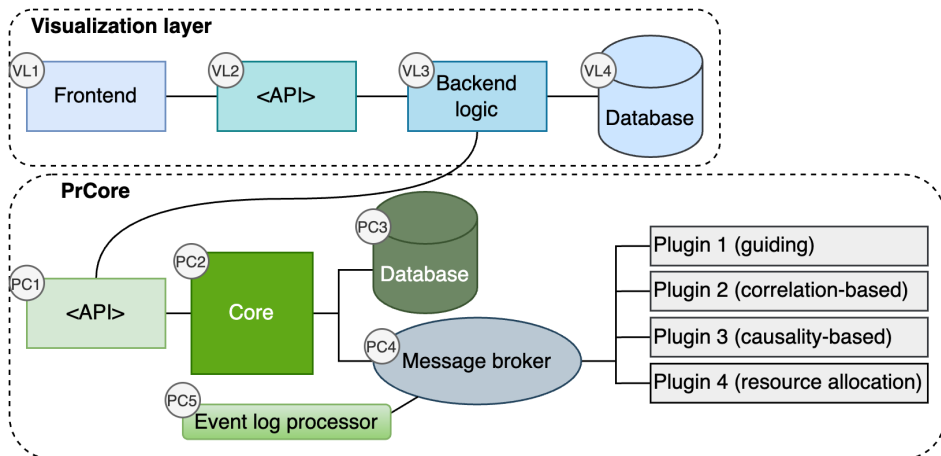 Visualization layer
VL1
Frontend
VL2
<API>
VL3
Backend
logic
VL4
Database
PrCore
PC1
<API>
PC2
Core
PC3
Database
PC4
Message broker
PC5
Event log processor
Plugin 1 (guiding)
Plugin 2 (correlation-based)
Plugin 3 (causality-based)
Plugin 4 (resource allocation)